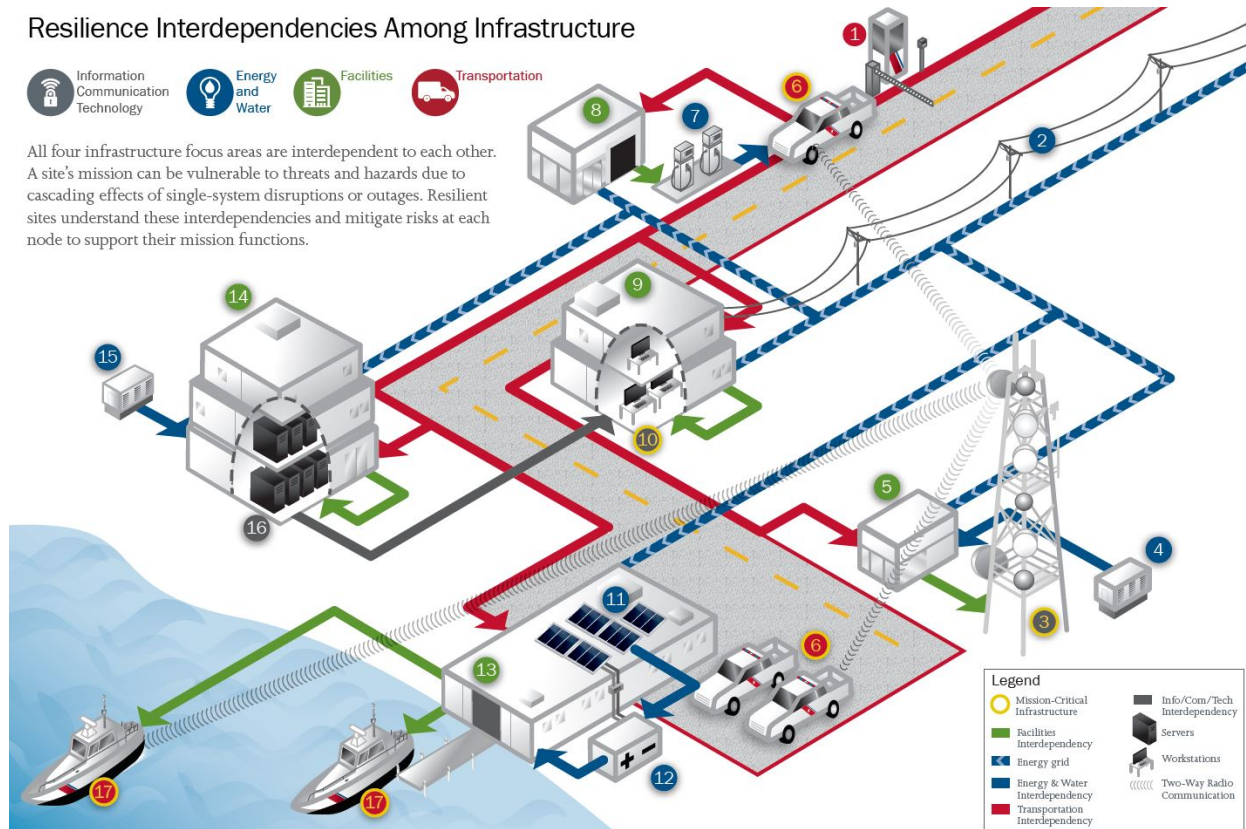 Resilience Interdependencies Among Infrastructure
Information
Communication
Technology
Energy
and
Water
Facilities
Transportation
All four infrastructure focus areas are interdependent to each other.
A site's mission can be vulnerable to threats and hazards due to
cascading effects of single-system disruptions or outages. Resilient
sites understand these interdependencies and mitigate risks at each
node to support their mission functions.
1
6
8
7
2
9
14
15
10
5
16
4
11
3
6
13
12
17
17
Legend
Mission-Critical
Infrastructure
Facilities
Interdependency
Energy grid
Energy & Water
Interdependency
Transportation
Interdependency
Info/Com/Tech
Interdependency
Servers
Workstations
Two-Way Radio
Communication